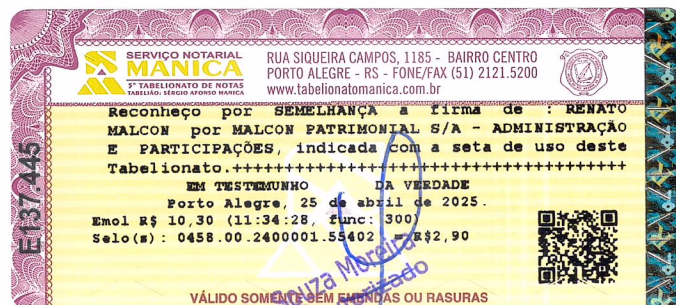 SERVIÇO NOTARIAL
MANICA
5º TABELIONATO DE NOTAS
TABELIÃO: SÉRGIO AFONSO MANICA
RUA SIQUEIRA CAMPOS, 1185 - BAIRRO CENTRO
PORTO ALEGRE - RS - FONE/FAX (51) 2121.5200
www.tabelionatomanica.com.br
Reconheço por SEMELHANÇA a firma de : RENATO
MALCON por MALCON PATRIMONIAL S/A - ADMINISTRAÇÃO
E PARTICIPAÇÕES, indicada com a seta de uso deste
Tabelionato.++++++++++++++++++++++++++++++++++++
EM TESTEMUNHO DA VERDADE
Porto Alegre, 25 de abril de 2025.
Emol R$ 10,30 (11:34:28, func: 300)
Selo(s): 0458.00.2400001.55402 = R$2,90
Souza Moreira
VÁLIDO SOMENTE SEM EMENDAS OU RASURAS
E137.445